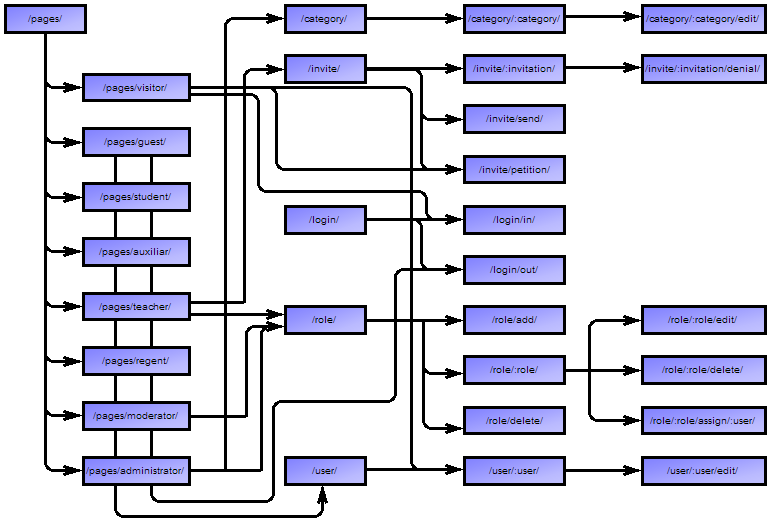 /pages/
/category/
/category/:category/
/category/:category/edit/
/invite/
/invite/:invitation/
/invite/:invitation/denial/
/pages/visitor/
/invite/send/
/pages/guest/
/invite/petition/
/pages/student/
/login/
/login/in/
/pages/auxiliar/
/login/out/
/pages/teacher/
/role/
/role/add/
/role/:role/edit/
/pages/regent/
/role/:role/
/role/:role/delete/
/pages/moderator/
/role/delete/
/role/:role/assign/:user/
/pages/administrator/
/user/
/user/:user/
/user/:user/edit/